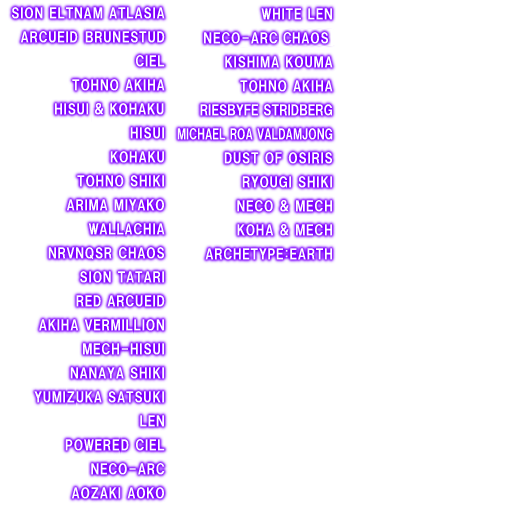 SION ELTNAM ATLASIA
ARCUEID BRUNESTUD
CIEL
TOHNO AKIHA
HISUI & KOHAKU
HISUI
KOHAKU
TOHNO SHIKI
ARIMA MIYAKO
WALLACHIA
NRVNQSR CHAOS
SION TATARI
RED ARCUEID
AKIHA VERMILLION
MECH-HISUI
NANAYA SHIKI
YUMIZUKA SATSUKI
LEN
POWERED CIEL
NECO-ARC
AOZAKI AOKO
WHITE LEN
NECO-ARC CHAOS
KISHIMA KOUMA
TOHNO AKIHA
RIESBYFE STRIDBERG
MICHAEL ROA VALDAMJONG
DUST OF OSIRIS
RYOUGI SHIKI
NECO & MECH
KOHA & MECH
ARCHETYPE:EARTH